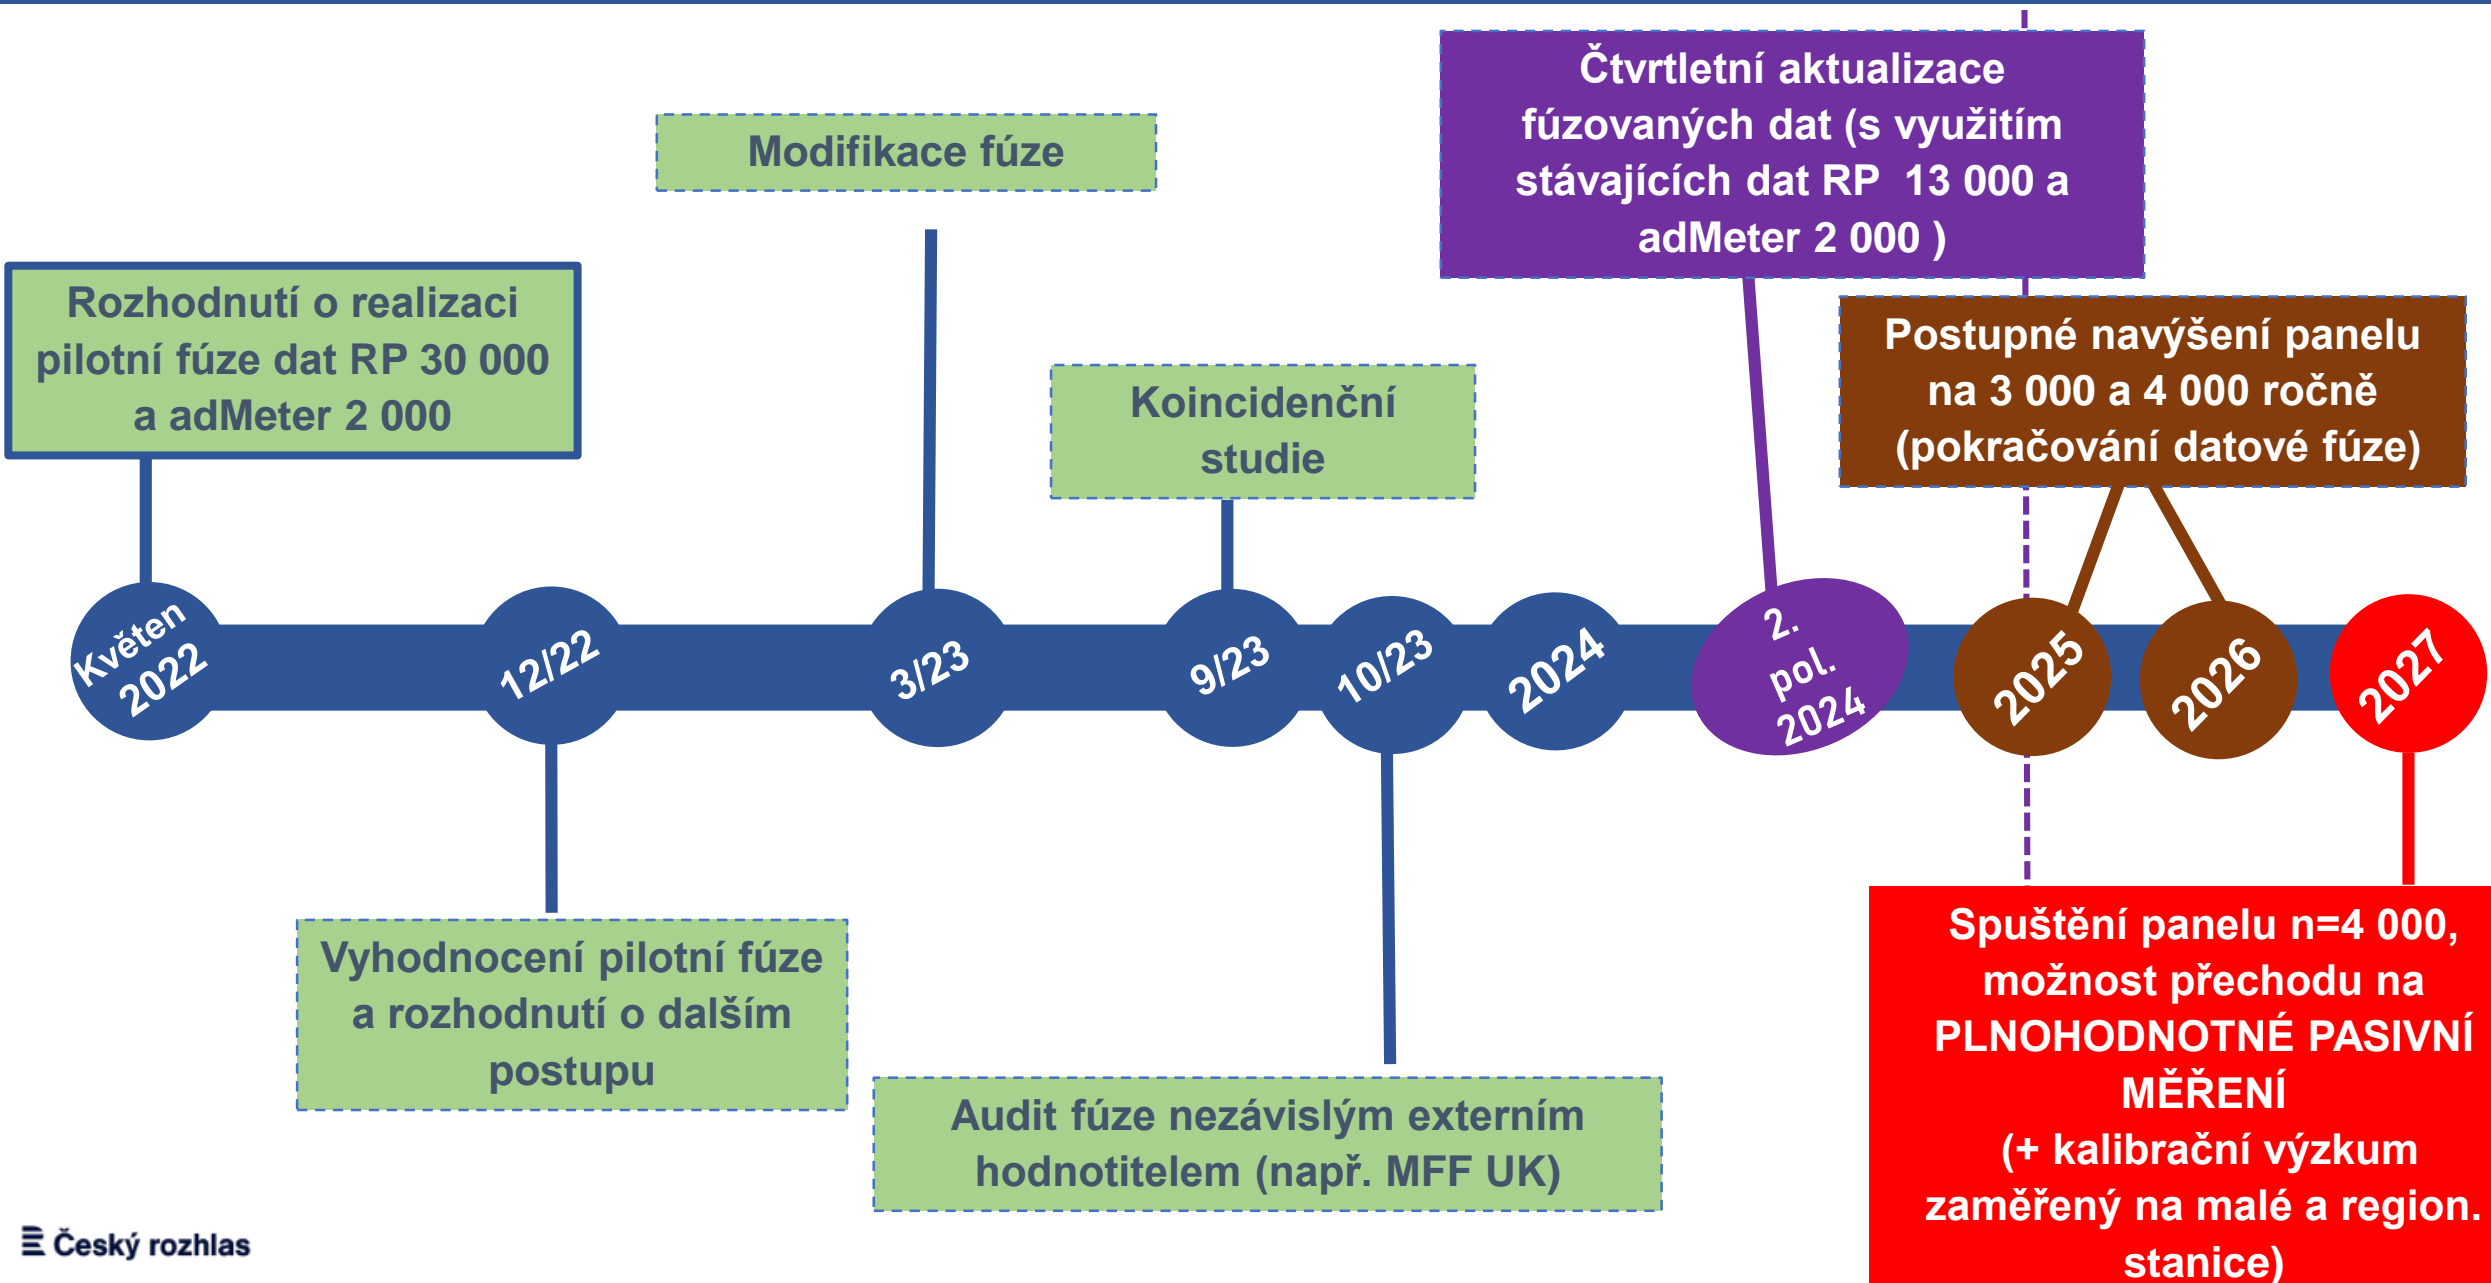 Čtvrtletní aktualizace
fúzovaných dat (s využitím
stávajících dat RP 13 000 a
adMeter 2 000 )
Modifikace fúze
Rozhodnutí o realizaci
pilotní fúze dat RP 30 000
a adMeter 2 000
Postupné navýšení panelu
na 3 000 a 4 000 ročně
(pokračování datové fúze)
Koincidenční
studie
Květen
2022
12/22
3/23
9/23
10/23
2024
2.
pol.
2024
2025
2026
2027
Vyhodnocení pilotní fúze
a rozhodnutí o dalším
postupu
Audit fúze nezávislým externím
hodnotitelem (např. MFF UK)
Spuštění panelu n=4 000,
možnost přechodu na
PLNOHODNOTNÉ PASIVNÍ
MĚŘENÍ
(+ kalibrační výzkum
zaměřený na malé a region.
stanice)
Český rozhlas